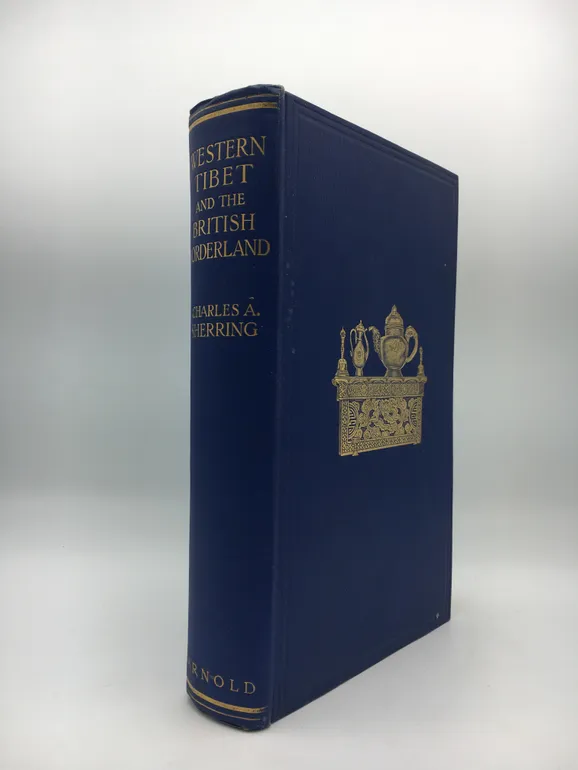 WESTERN
TIBET
AND THE
BRITISH
BORDERLAND
CHARLES A.
SHERRING
ARNOLD